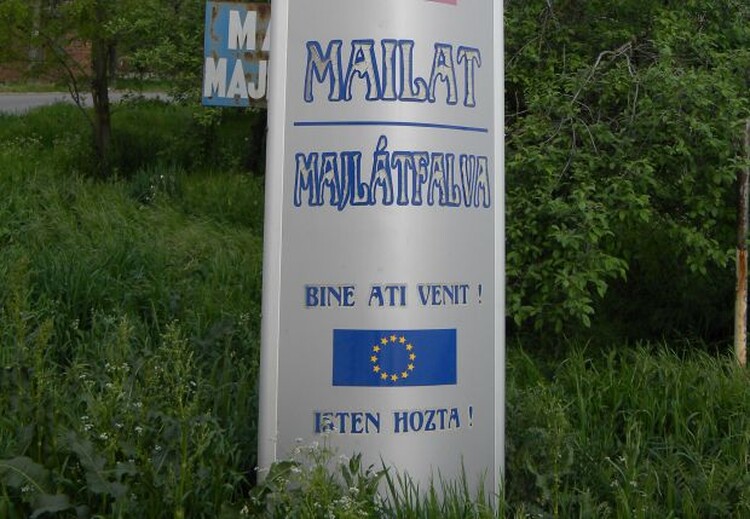 MAILAT
MAJLÁTFALVA
BINE ATI VENIT !
ISTEN HOZTA !